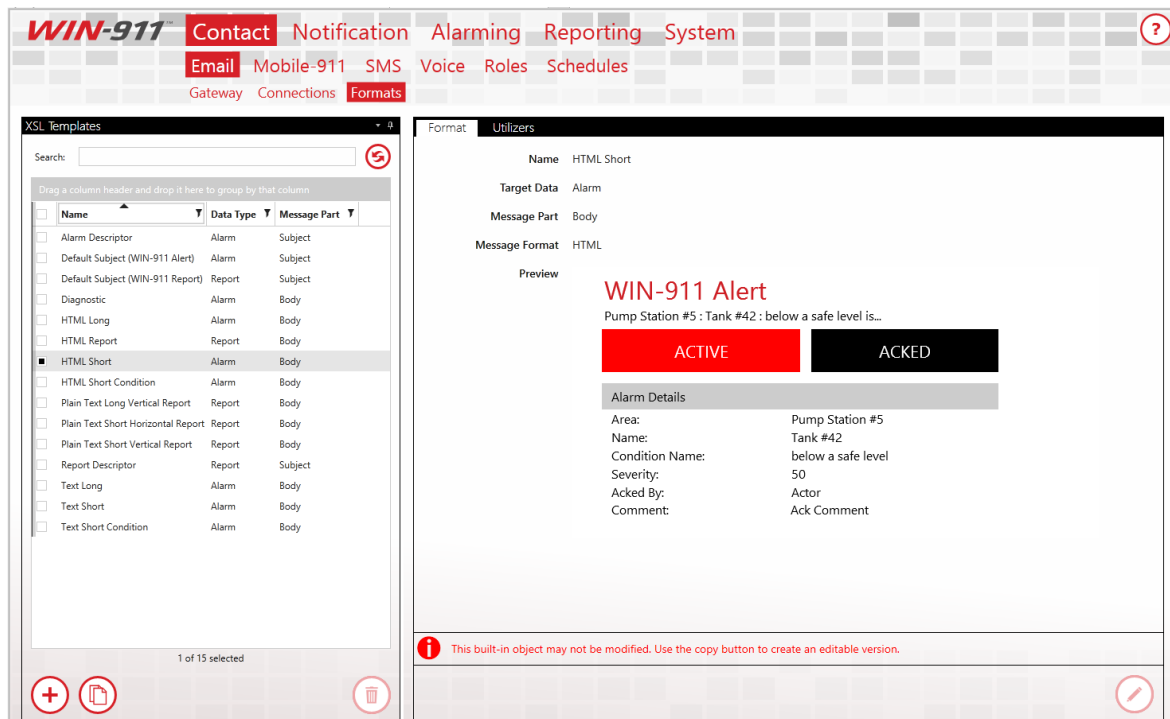 WIN-911™ Contact Notification Alarming Reporting System ?
Email Mobile-911 SMS Voice Roles Schedules
Gateway Connections Formats
XSL Templates
Search:
Drag a column header and drop it here to group by that column
Name Data Type Message Part
Alarm Descriptor Alarm Subject
Default Subject (WIN-911 Alert) Alarm Subject
Default Subject (WIN-911 Report) Report Subject
Diagnostic Alarm Body
HTML Long Alarm Body
HTML Report Report Body
HTML Short Alarm Body
HTML Short Condition Alarm Body
Plain Text Long Vertical Report Report Body
Plain Text Short Horizontal Report Report Body
Plain Text Short Vertical Report Report Body
Report Descriptor Report Subject
Text Long Alarm Body
Text Short Alarm Body
Text Short Condition Alarm Body
1 of 15 selected
Format Utilizers
Name HTML Short
Target Data Alarm
Message Part Body
Message Format HTML
Preview
WIN-911 Alert
Pump Station #5 : Tank #42 : below a safe level is...
ACTIVE ACKED
Alarm Details
Area: Pump Station #5
Name: Tank #42
Condition Name: below a safe level
Severity: 50
Acked By: Actor
Comment: Ack Comment
This built-in object may not be modified. Use the copy button to create an editable version.